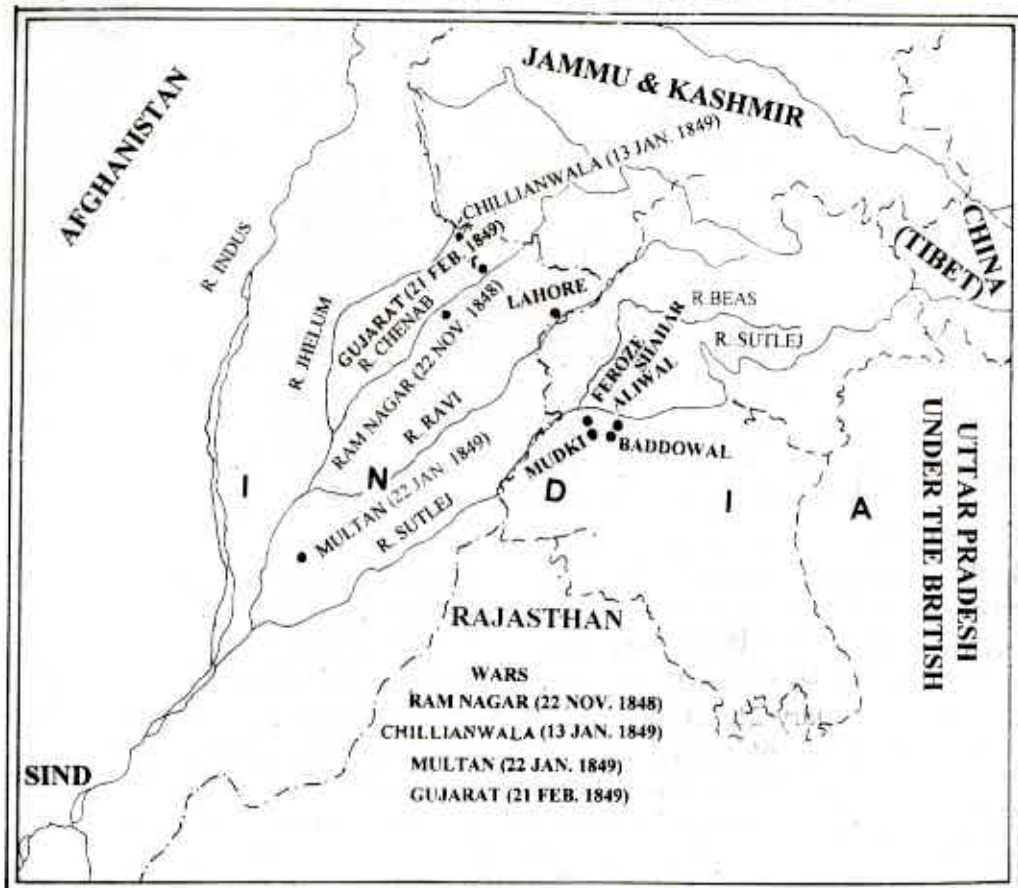 JAMMU & KASHMIR
AFGHANISTAN
CHILLIANWALA (13 JAN. 1849)
CHINA
(TIBET)
R. INDUS
GUJARAT (21 FEB. 1849)
R. JHELUM
R. CHENAB
LAHORE
RAM NAGAR (22 NOV. 1848)
R. BEAS
R. SUTLEJ
FEROZE
SHAHAR
ALIWAL
R. RAVI
MUDKI
BADDOWAL
I N D I A
MULTAN (22 JAN. 1849)
R. SUTLEJ
UTTAR PRADESH
UNDER THE BRITISH
RAJASTHAN
WARS
RAM NAGAR (22 NOV. 1848)
CHILLIANWALA (13 JAN. 1849)
MULTAN (22 JAN. 1849)
GUJARAT (21 FEB. 1849)
SIND